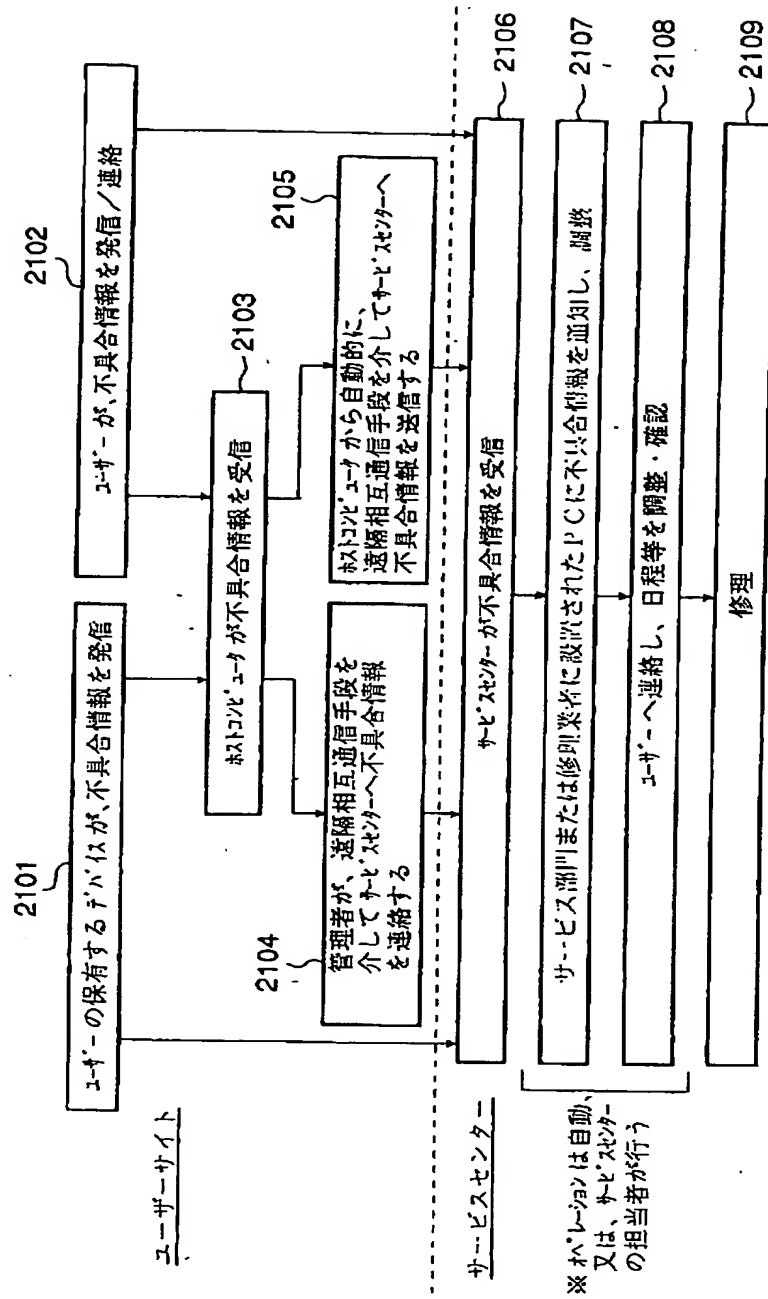 ユーザーサイト
2101
ユーザーの保有するデバイスが、不具合情報を発信
2102
ユーザーが、不具合情報を発信／連絡
2103
ホストコンピュータが不具合情報を受信
2104
管理者が、遠隔相互通信手段を
介してサービスセンターへ不具合情報
を連絡する
2105
ホストコンピュータから自動的に、
遠隔相互通信手段を介してサービスセンターへ
不具合情報を送信する
サービスセンター
サービスセンターが不具合情報を受信
2106
サービス部門または修理業者に設置されたPCに不具合情報を通知し、調整
2107
ユーザーへ連絡し、日程等を調整・確認
2108
修理
2109
※オペレーションは自動、
又は、サービスセンター
の担当者が行う